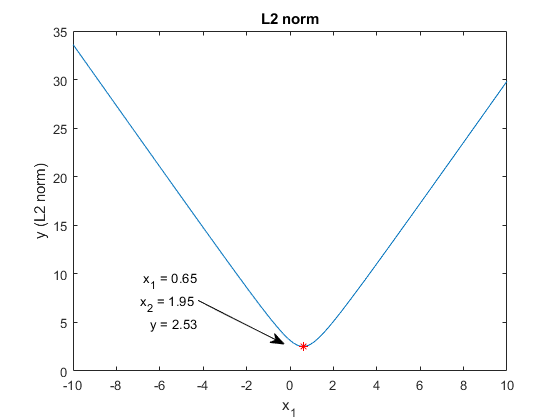 L2 norm
35
30
25
20
15
10
5
0
y (L2 norm)
x₁ = 0.65
x₂ = 1.95
y = 2.53
-10 -8 -6 -4 -2 0 2 4 6 8 10
x₁